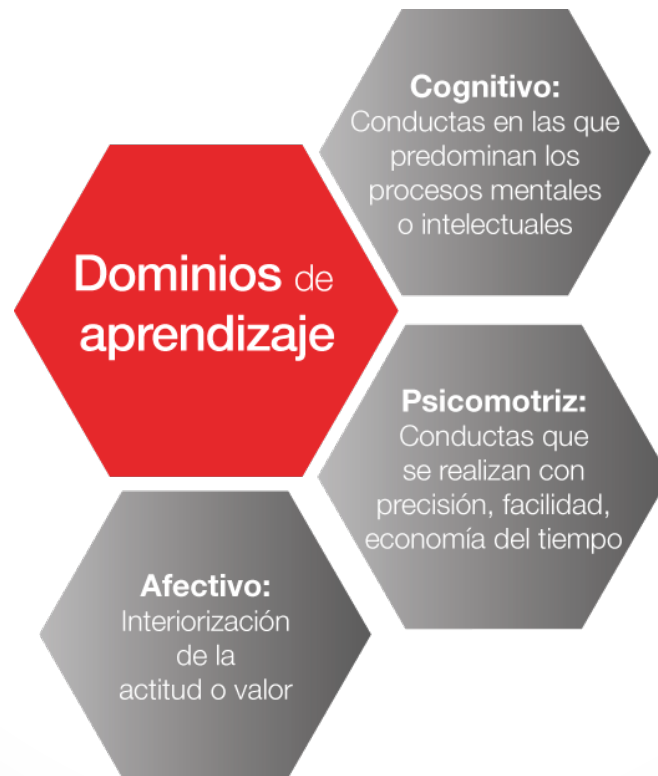 Dominios de
aprendizaje
Cognitivo:
Conductas en las que
predominan los
procesos mentales
o intelectuales
Psicomotriz:
Conductas que
se realizan con
precisión, facilidad,
economía del tiempo
Afectivo:
Interiorización
de la
actitud o valor